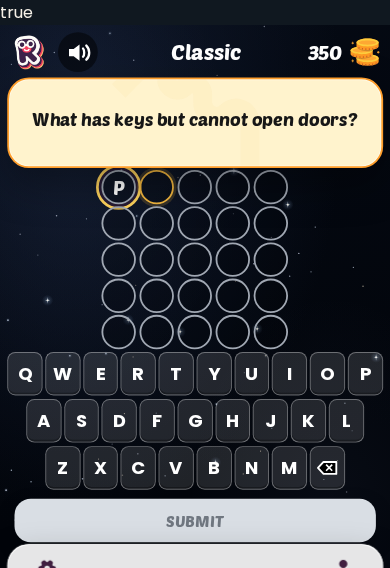 true
R
Classic
350
What has keys but cannot open doors?
P
Q W E R T Y U I O P
A S D F G H J K L
Z X C V B N M
SUBMIT